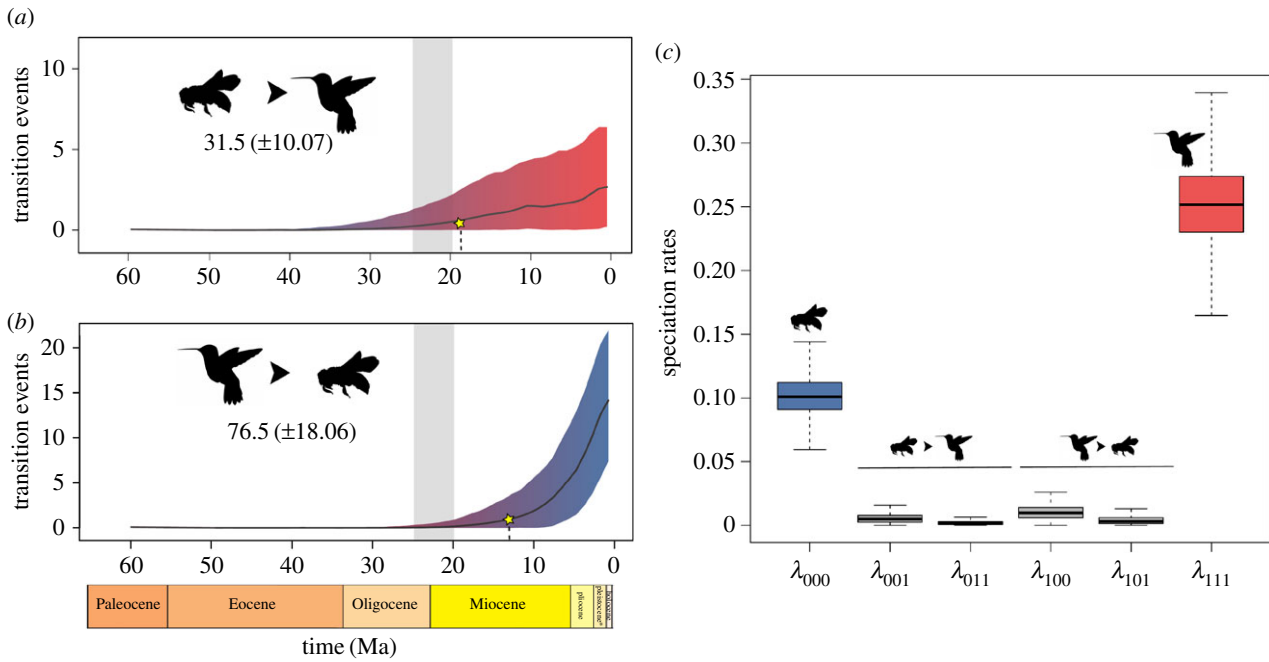 (a)
10
5
0
transition events
31.5 (±10.07)
60 50 40 30 20 10 0
(b)
20
15
10
5
0
transition events
76.5 (±18.06)
60 50 40 30 20 10 0
Paleocene Eocene Oligocene Miocene pliocene pleistocene* holocene
time (Ma)
(c)
0.35
0.30
0.25
0.20
0.15
0.10
0.05
0
speciation rates
λ000 λ001 λ011 λ100 λ101 λ111